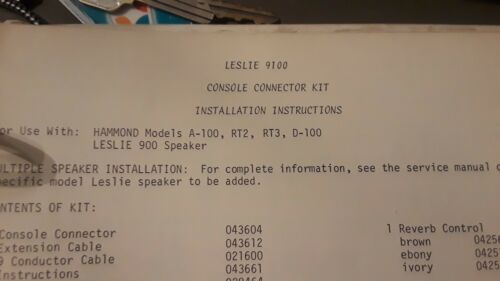 LESLIE 9100
CONSOLE CONNECTOR KIT
INSTALLATION INSTRUCTIONS
or Use With: HAMMOND Models A-100, RT2, RT3, D-100
LESLIE 900 Speaker
ULTIPLE SPEAKER INSTALLATION: For complete information, see the service manual
pecific model Leslie speaker to be added.
NTENTS OF KIT:
Console Connector 043604 1 Reverb Control
Extension Cable 043612 brown 0425
9 Conductor Cable 021600 ebony 0425
Instructions 043661 ivory 0425